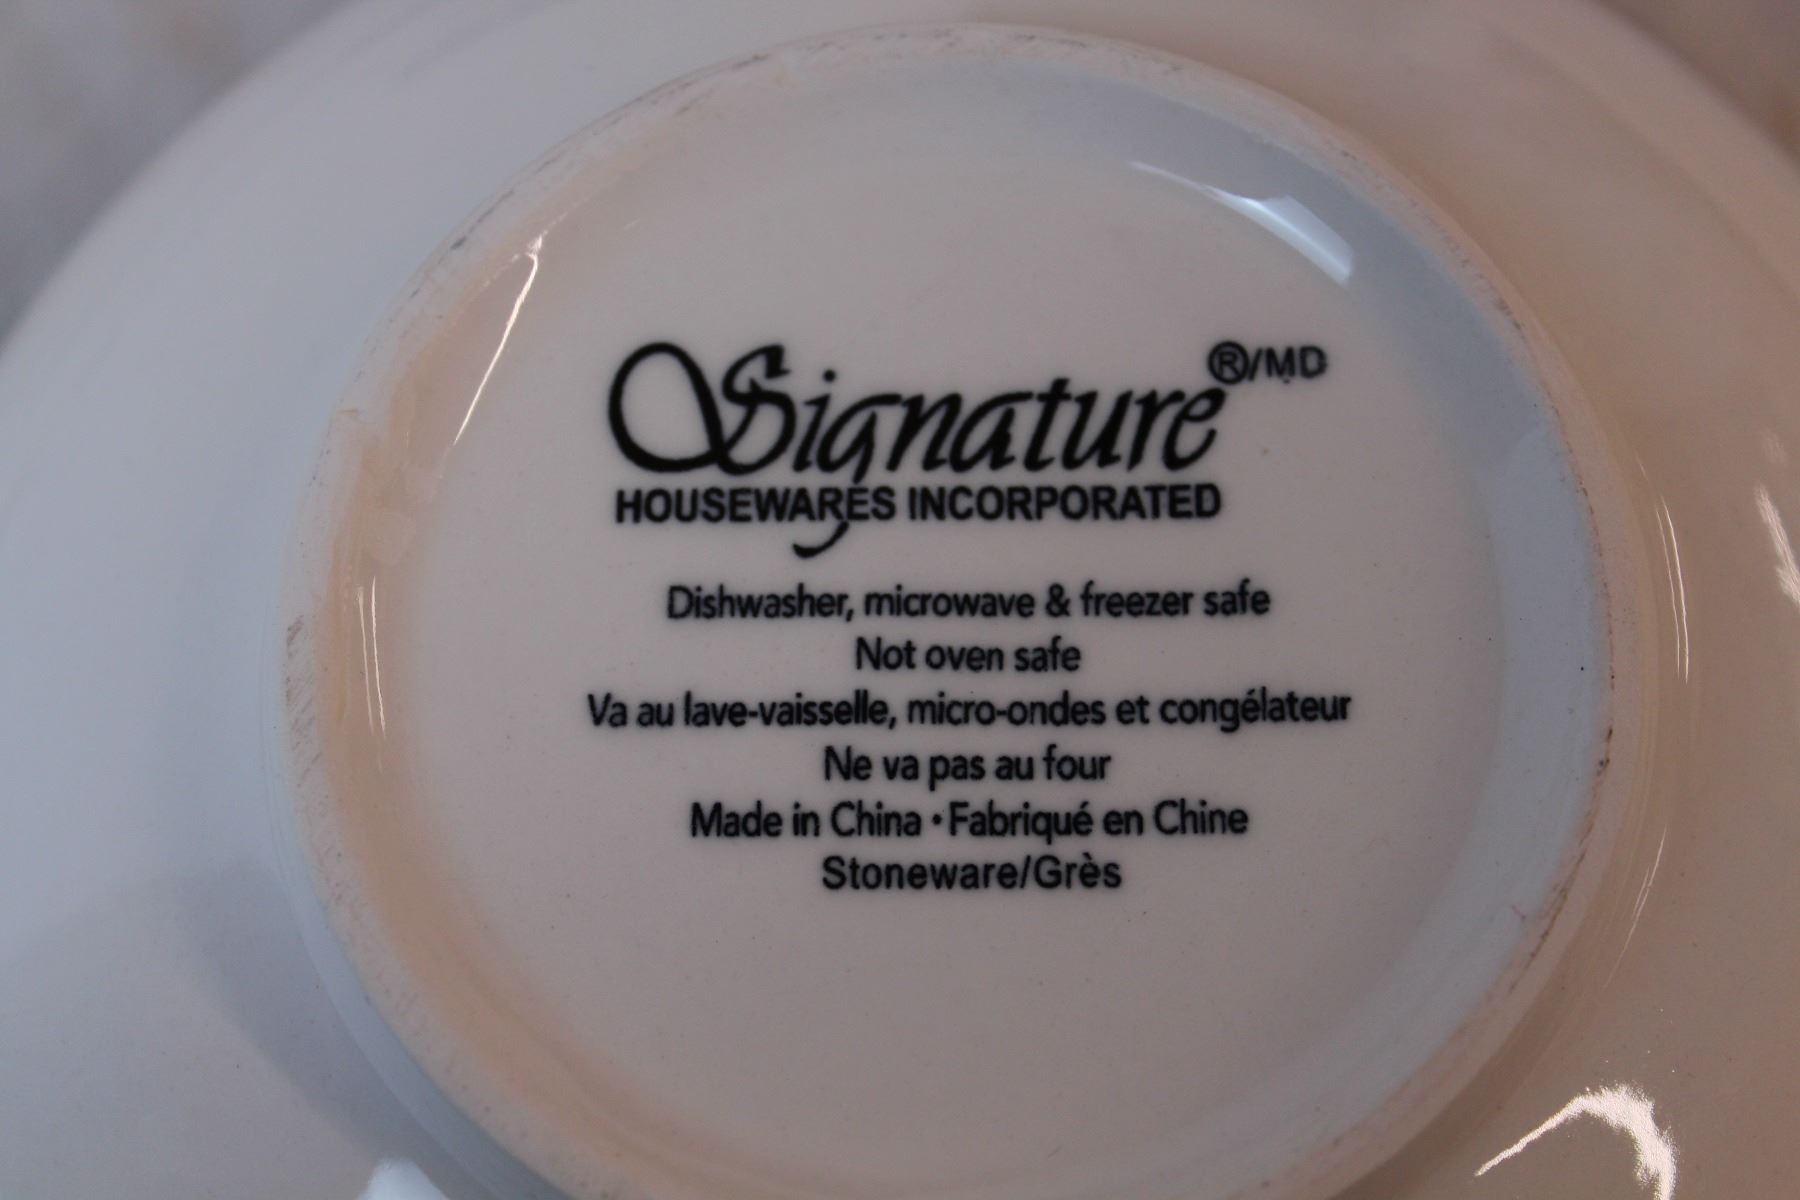 Signature ®/MD
HOUSEWARES INCORPORATED
Dishwasher, microwave & freezer safe
Not oven safe
Va au lave-vaisselle, micro-ondes et congélateur
Ne va pas au four
Made in China • Fabriqué en Chine
Stoneware/Grès